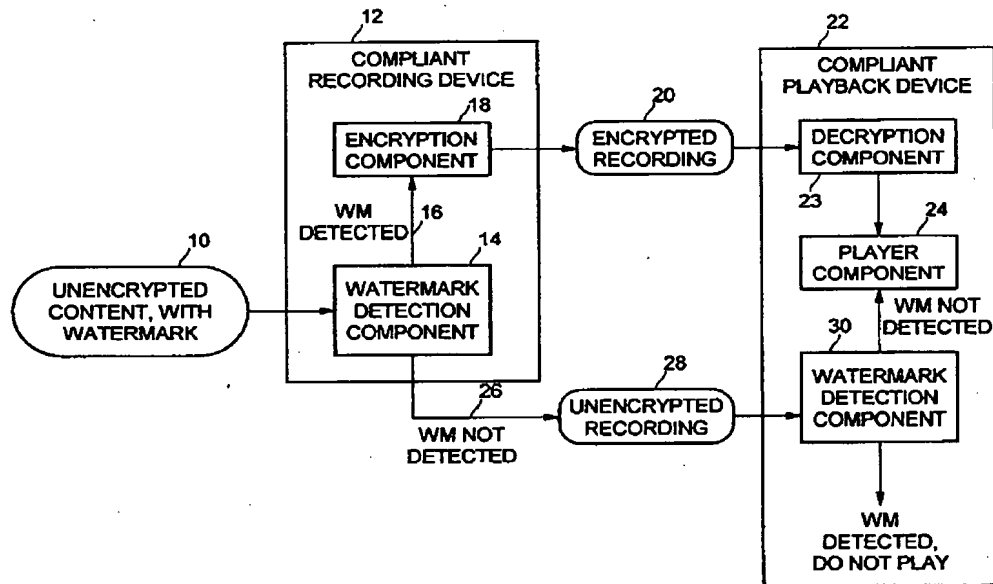 12
COMPLIANT
RECORDING DEVICE
18
ENCRYPTION
COMPONENT
WM
DETECTED
16
14
WATERMARK
DETECTION
COMPONENT
10
UNENCRYPTED
CONTENT, WITH
WATERMARK
26
WM NOT
DETECTED
20
ENCRYPTED
RECORDING
28
UNENCRYPTED
RECORDING
22
COMPLIANT
PLAYBACK DEVICE
DECRYPTION
COMPONENT
23
24
PLAYER
COMPONENT
WM NOT
DETECTED
30
WATERMARK
DETECTION
COMPONENT
WM
DETECTED,
DO NOT PLAY